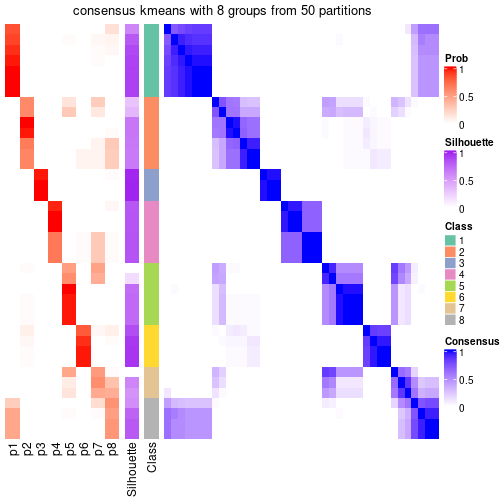 consensus kmeans with 8 groups from 50 partitions
p1
p2
p3
p4
p5
p6
p7
p8
Silhouette
Class
Prob
1
0.5
0
Silhouette
1
0.5
0
Class
1
2
3
4
5
6
7
8
Consensus
1
0.5
0